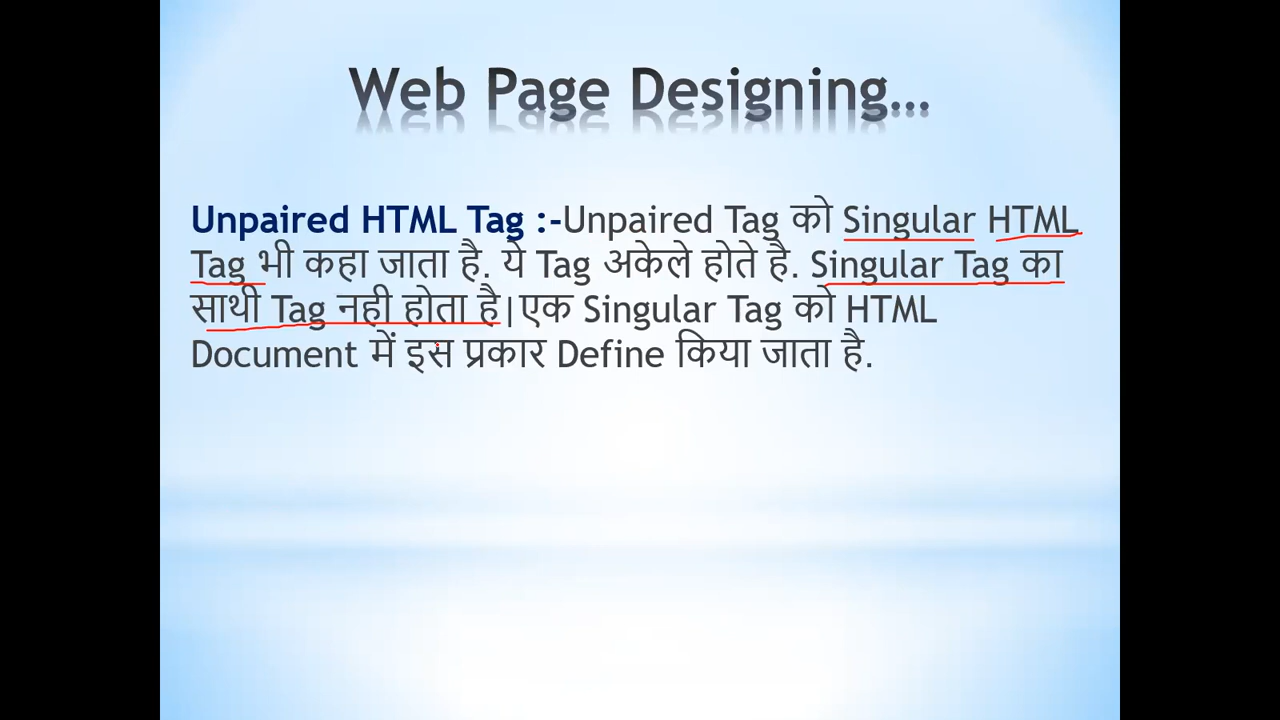 Web Page Designing...
Unpaired HTML Tag :-Unpaired Tag को Singular HTML
Tag भी कहा जाता है. ये Tag अकेले होते है. Singular Tag का
साथी Tag नही होता है|एक Singular Tag को HTML
Document में इस प्रकार Define किया जाता है.